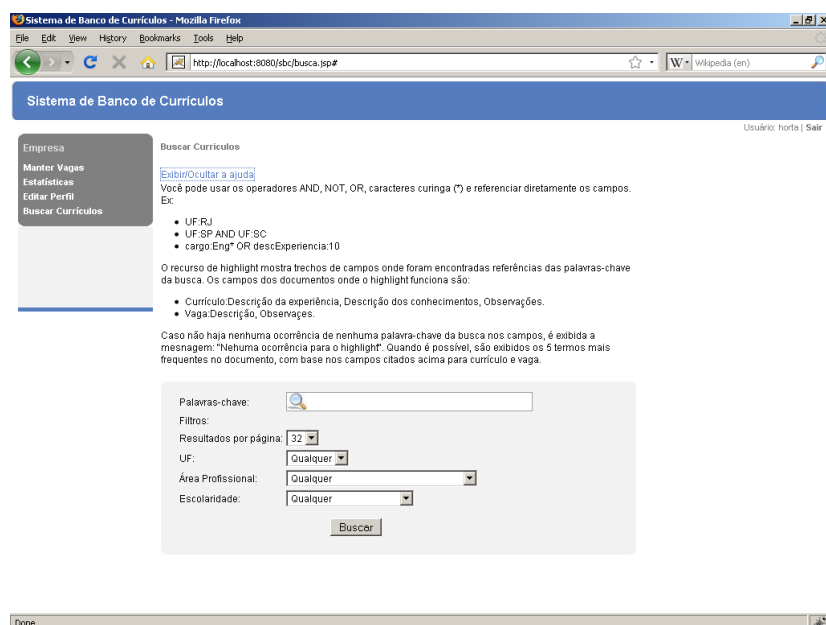 Sistema de Banco de Currículos - Mozilla Firefox
File Edit View History Bookmarks Tools Help
http://localhost:8080/sbc/busca.jsp#
W Wikipedia (en)
Sistema de Banco de Currículos
Usuário: horta | Sair
Empresa
Manter Vagas
Estatísticas
Editar Perfil
Buscar Currículos
Buscar Curriculos
Exibir/Ocultar a ajuda
Você pode usar os operadores AND, NOT, OR, caracteres curinga (*) e referenciar diretamente os campos.
Ex:
• UF:RJ
• UF:SP AND UF:SC
• cargo:Eng* OR descExperiencia:10
O recurso de highlight mostra trechos de campos onde foram encontradas referências das palavras-chave
da busca. Os campos dos documentos onde o highlight funciona são:
• Currículo:Descrição da experiência, Descrição dos conhecimentos, Observações.
• Vaga:Descrição, Observaçes.
Caso não haja nenhuma ocorrência de nenhuma palavra-chave da busca nos campos, é exibida a
mesnagem: "Nehuma ocorrência para o highlight". Quando é possível, são exibidos os 5 termos mais
frequentes no documento, com base nos campos citados acima para currículo e vaga.
Palavras-chave:
Filtros:
Resultados por página: 32
UF: Qualquer
Área Profissional: Qualquer
Escolaridade: Qualquer
Buscar
Done